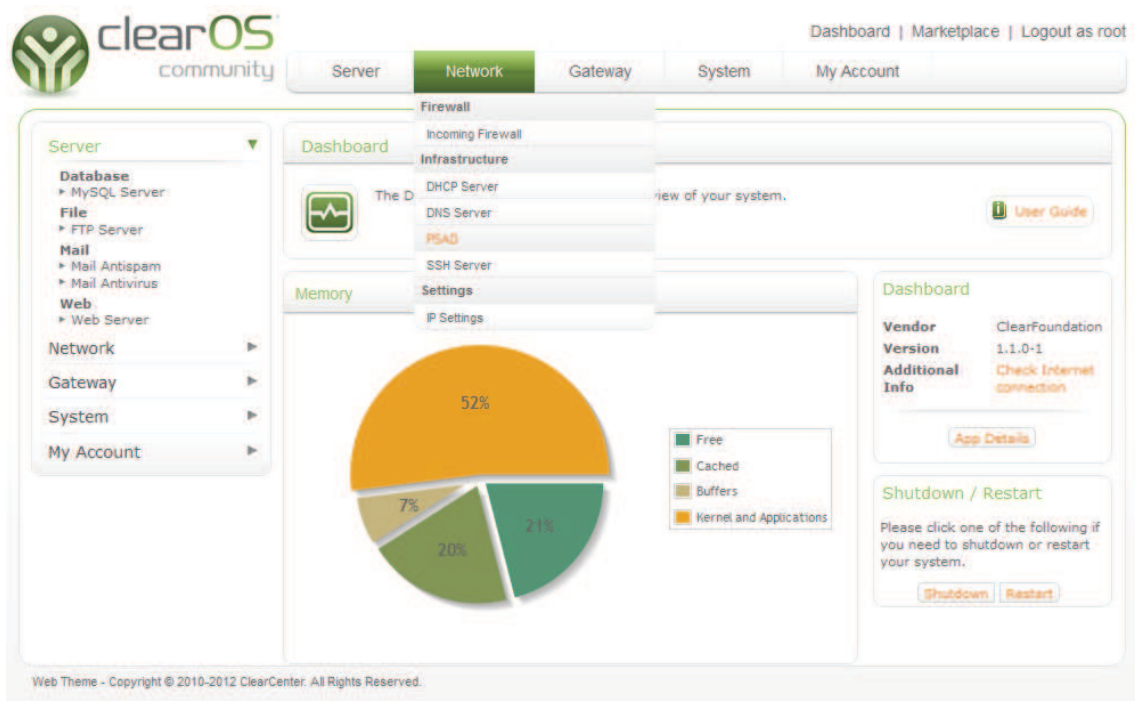 clearOS
community
Dashboard | Marketplace | Logout as root
Server Network Gateway System My Account
Firewall
Incoming Firewall
Infrastructure
DHCP Server
DNS Server
PSAD
SSH Server
Settings
IP Settings
Server
Database
MySQL Server
File
FTP Server
Mail
Mail Antispam
Mail Antivirus
Web
Web Server
Network
Gateway
System
My Account
Dashboard
The D
view of your system.
User Guide
Memory
52%
7%
20%
21%
Free
Cached
Buffers
Kernel and Applications
Dashboard
Vendor ClearFoundation
Version 1.1.0-1
Additional Check Internet
Info connection
App Details
Shutdown / Restart
Please click one of the following if
you need to shutdown or restart
your system.
Shutdown Restart
Web Theme - Copyright © 2010-2012 ClearCenter. All Rights Reserved.